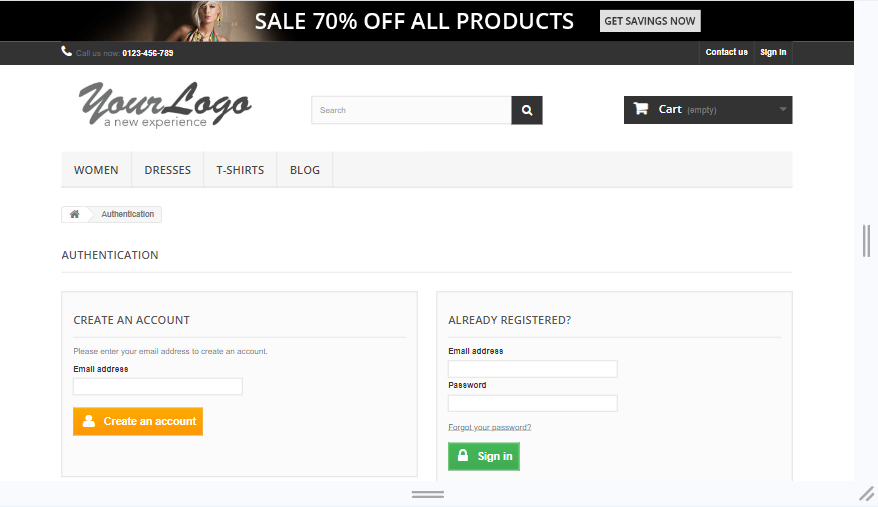 SALE 70% OFF ALL PRODUCTS GET SAVINGS NOW
Call us now: 0123-456-789 Contact us Sign in
YourLogo
a new experience
Search
Cart (empty)
WOMEN DRESSES T-SHIRTS BLOG
Authentication
AUTHENTICATION
CREATE AN ACCOUNT
Please enter your email address to create an account.
Email address
Create an account
ALREADY REGISTERED?
Email address
Password
Forgot your password?
Sign in